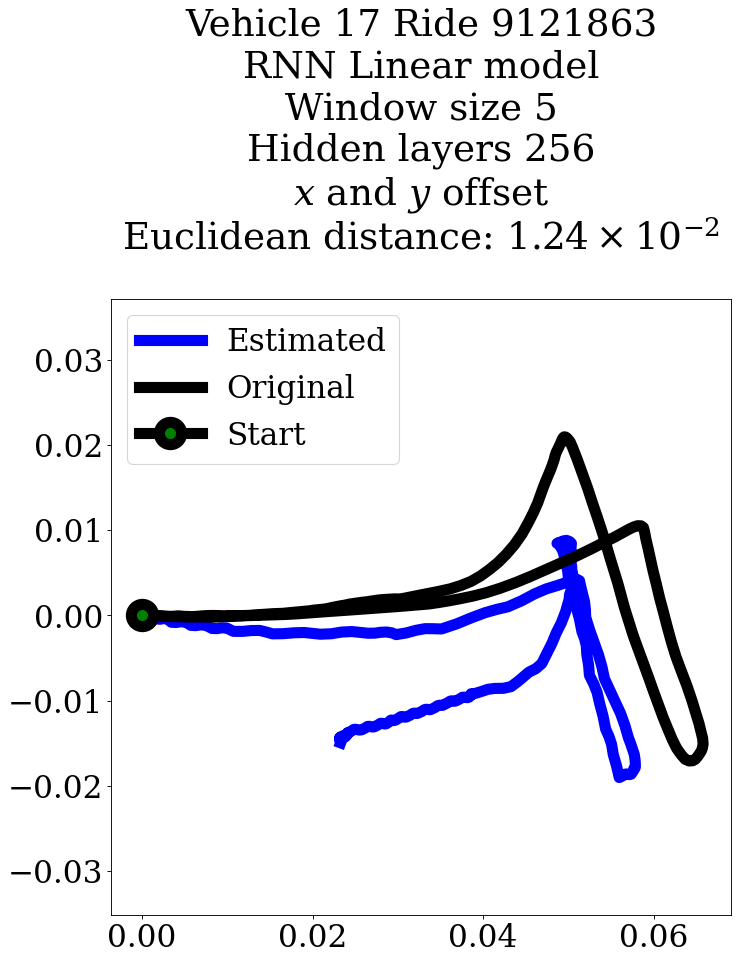 Vehicle 17 Ride 9121863
RNN Linear model
Window size 5
Hidden layers 256
x and y offset
Euclidean distance: 1.24 × 10⁻²
Estimated
Original
Start
0.03
0.02
0.01
0.00
−0.01
−0.02
−0.03
0.00 0.02 0.04 0.06